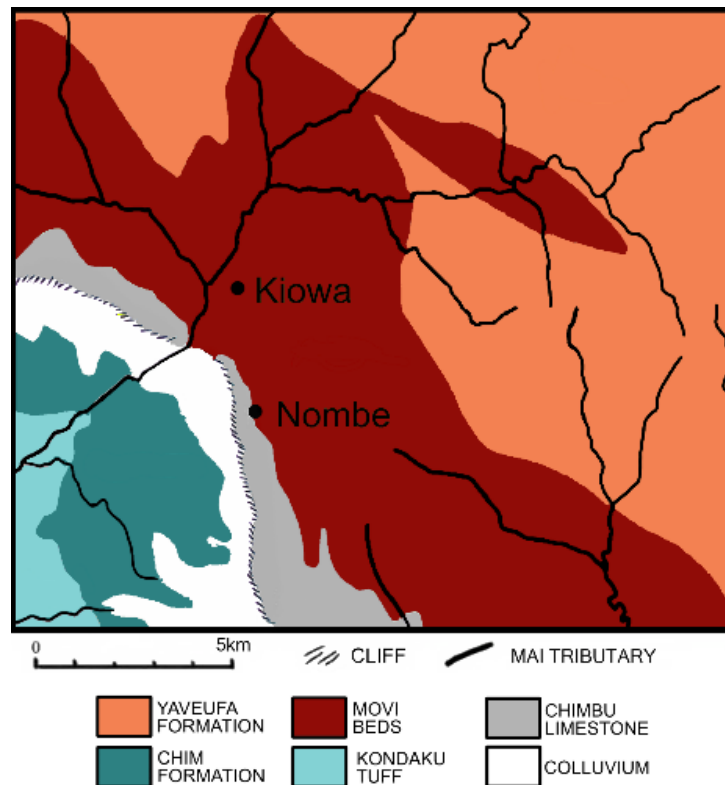 Kiowa
Nombe
0 5km
CLIFF
MAI TRIBUTARY
YAVEUFA
FORMATION
MOVI
BEDS
CHIMBU
LIMESTONE
CHIM
FORMATION
KONDAKU
TUFF
COLLUVIUM